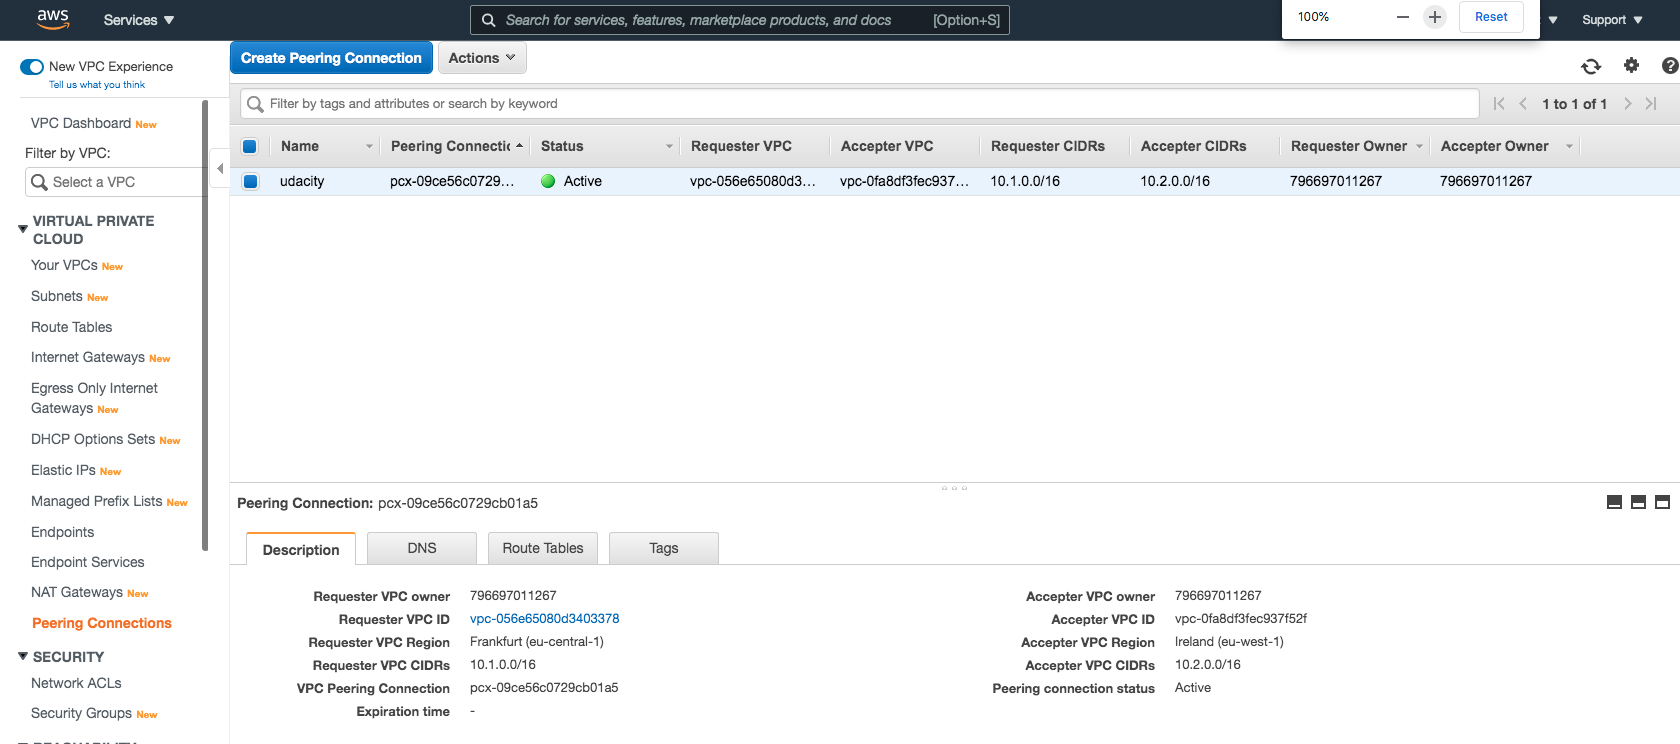 aws
Services
Search for services, features, marketplace products, and docs [Option+S]
100%
Reset
Support
New VPC Experience
Tell us what you think
Create Peering Connection
Actions
VPC Dashboard New
Filter by VPC:
Select a VPC
VIRTUAL PRIVATE
CLOUD
Your VPCs New
Subnets New
Route Tables
Internet Gateways New
Egress Only Internet
Gateways New
DHCP Options Sets New
Elastic IPs New
Managed Prefix Lists New
Endpoints
Endpoint Services
NAT Gateways New
Peering Connections
SECURITY
Network ACLs
Security Groups New
Filter by tags and attributes or search by keyword
1 to 1 of 1
Name Peering Connectic Status Requester VPC Accepter VPC Requester CIDRs Accepter CIDRs Requester Owner Accepter Owner
udacity pcx-09ce56c0729... Active vpc-056e65080d3... vpc-0fa8df3fec937... 10.1.0.0/16 10.2.0.0/16 796697011267 796697011267
Peering Connection: pcx-09ce56c0729cb01a5
Description DNS Route Tables Tags
Requester VPC owner 796697011267
Requester VPC ID vpc-056e65080d3403378
Requester VPC Region Frankfurt (eu-central-1)
Requester VPC CIDRs 10.1.0.0/16
VPC Peering Connection pcx-09ce56c0729cb01a5
Expiration time -
Accepter VPC owner 796697011267
Accepter VPC ID vpc-0fa8df3fec937f52f
Accepter VPC Region Ireland (eu-west-1)
Accepter VPC CIDRs 10.2.0.0/16
Peering connection status Active